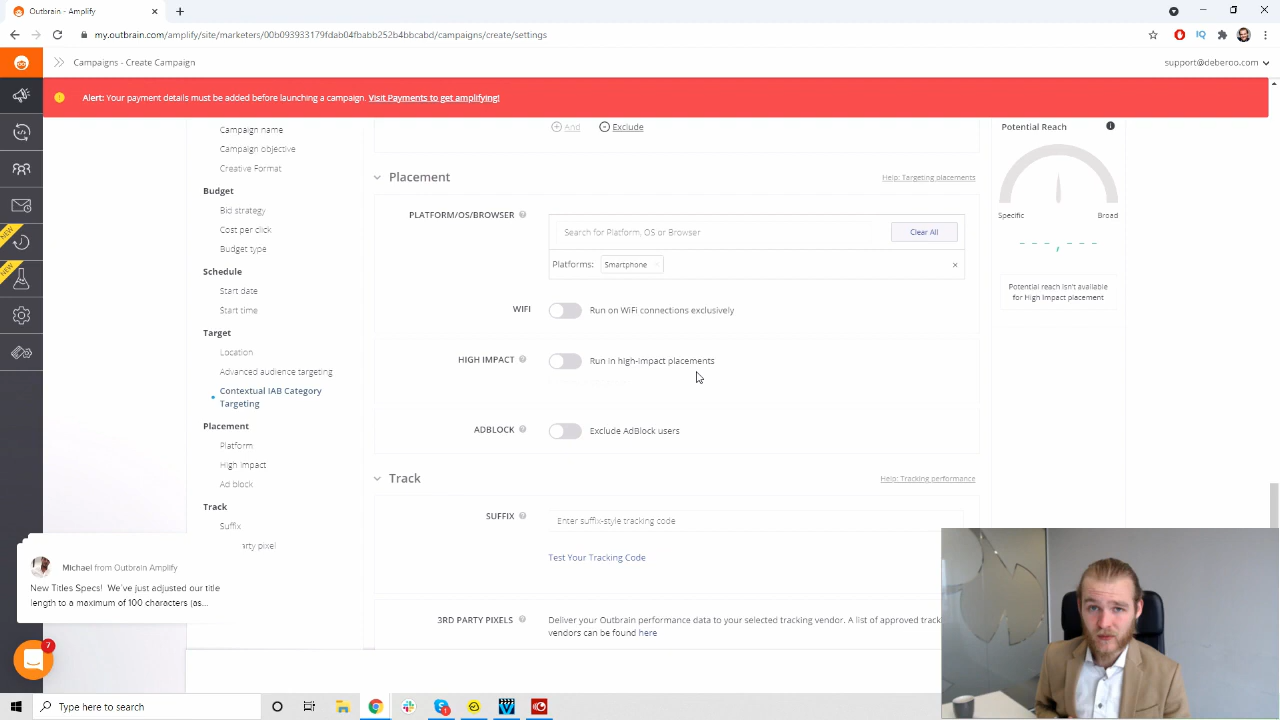 Outbrain - Dev
my.outbrain.com/amplify/site/marketers/00b093933179fdab04fbabb252b4bbcabd/campaigns/create/settings
IQ
Campaigns - Create Campaign
support@deberoo.com
Alert: Your payment details must be added before launching a campaign. Visit Payments to get amplifying!
Campaign name
Campaign objective
Creative Format
Budget
Bid strategy
Cost per click
Budget type
Schedule
Start date
Start time
Target
Location
Advanced audience targeting
Contextual IAB Category
Targeting
Placement
Platform
High impact
Ad block
Track
Suffix
arty pixel
And
Exclude
Placement
Help: Targeting placements
PLATFORM/OS/BROWSER
Search for Platform, OS or Browser
Clear All
Platforms: Smartphone
WIFI
Run on WiFi connections exclusively
HIGH IMPACT
Run in high-impact placements
ADBLOCK
Exclude AdBlock users
Track
Help: Tracking performance
SUFFIX
Enter suffix-style tracking code
Test Your Tracking Code
3RD PARTY PIXELS
Deliver your Outbrain performance data to your selected tracking vendor. A list of approved track
vendors can be found here.
Potential Reach
Specific
Broad
Potential reach isn't available
for High Impact placement
NEW
NEW
Michael from Outbrain Amplify
New Titles Specs! We've just adjusted our title
length to a maximum of 100 characters (as...
7
Type here to search